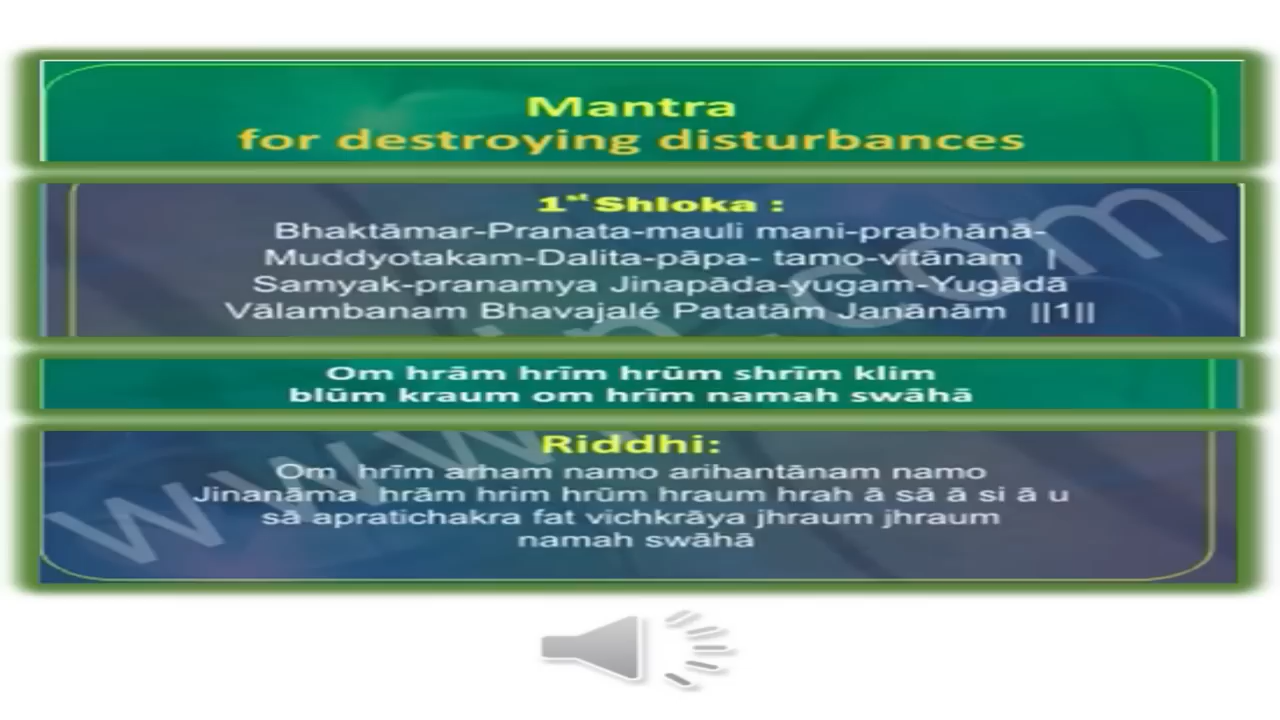 Mantra
for destroying disturbances
1st Shloka :
Bhaktāmar-Pranata-mauli mani-prabhānā-
Muddyotakam-Dalita-pāpa- tamo-vitānam |
Samyak-pranamya Jinapāda-yugam-Yugādā
Vālambanam Bhavajalé Patatām Janānām ||1||
Om hrām hrīm hrūm shrīm klim
blūm kraum om hrīm namah swāhā
Riddhi:
Om hrīm arham namo arihantānam namo
Jinanāma hrām hrim hrūm hraum hrah ā sā ā si ā u
sā apratichakra fat vichkrāya jhraum jhraum
namah swāhā